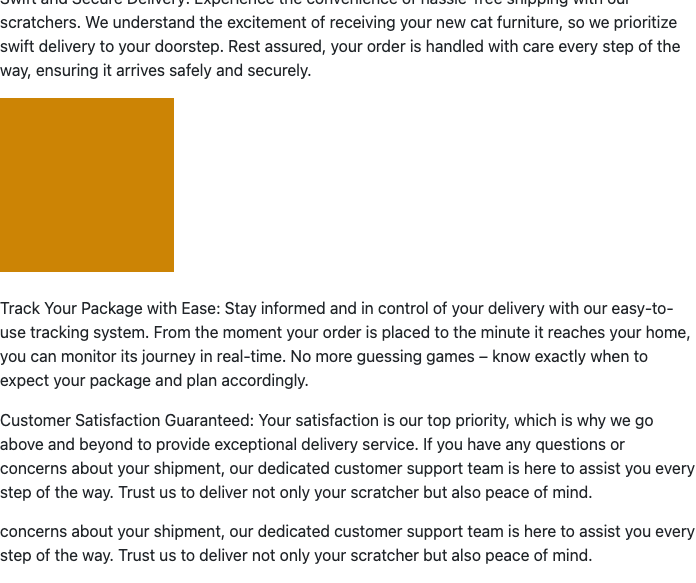 Swift and Secure Delivery: Experience the convenience of hassle-free shipping with our
scratchers. We understand the excitement of receiving your new cat furniture, so we prioritize
swift delivery to your doorstep. Rest assured, your order is handled with care every step of the
way, ensuring it arrives safely and securely.
Track Your Package with Ease: Stay informed and in control of your delivery with our easy-to-
use tracking system. From the moment your order is placed to the minute it reaches your home,
you can monitor its journey in real-time. No more guessing games – know exactly when to
expect your package and plan accordingly.
Customer Satisfaction Guaranteed: Your satisfaction is our top priority, which is why we go
above and beyond to provide exceptional delivery service. If you have any questions or
concerns about your shipment, our dedicated customer support team is here to assist you every
step of the way. Trust us to deliver not only your scratcher but also peace of mind.
concerns about your shipment, our dedicated customer support team is here to assist you every
step of the way. Trust us to deliver not only your scratcher but also peace of mind.